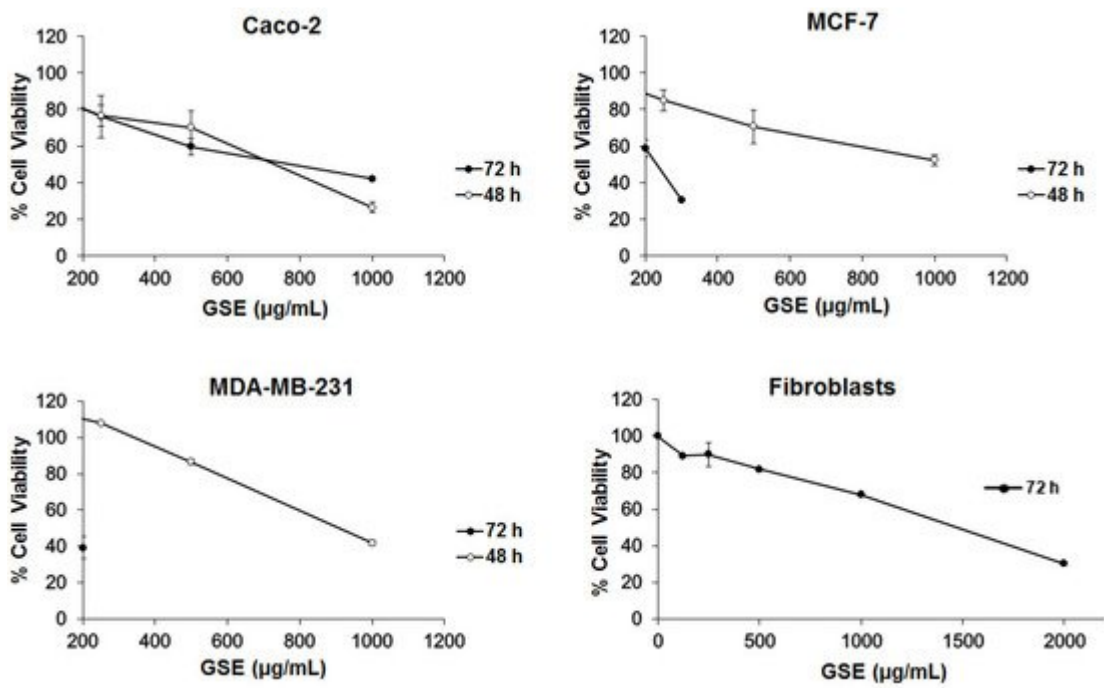 Caco-2
120
100
80
60
40
20
0
% Cell Viability
200 400 600 800 1000 1200
GSE (µg/mL)
72 h
48 h
MCF-7
120
100
80
60
40
20
0
% Cell Viability
200 400 600 800 1000 1200
GSE (µg/mL)
72 h
48 h
MDA-MB-231
120
100
80
60
40
20
0
% Cell Viability
200 400 600 800 1000 1200
GSE (µg/mL)
72 h
48 h
Fibroblasts
120
100
80
60
40
20
0
% Cell Viability
0 500 1000 1500 2000
GSE (µg/mL)
72 h